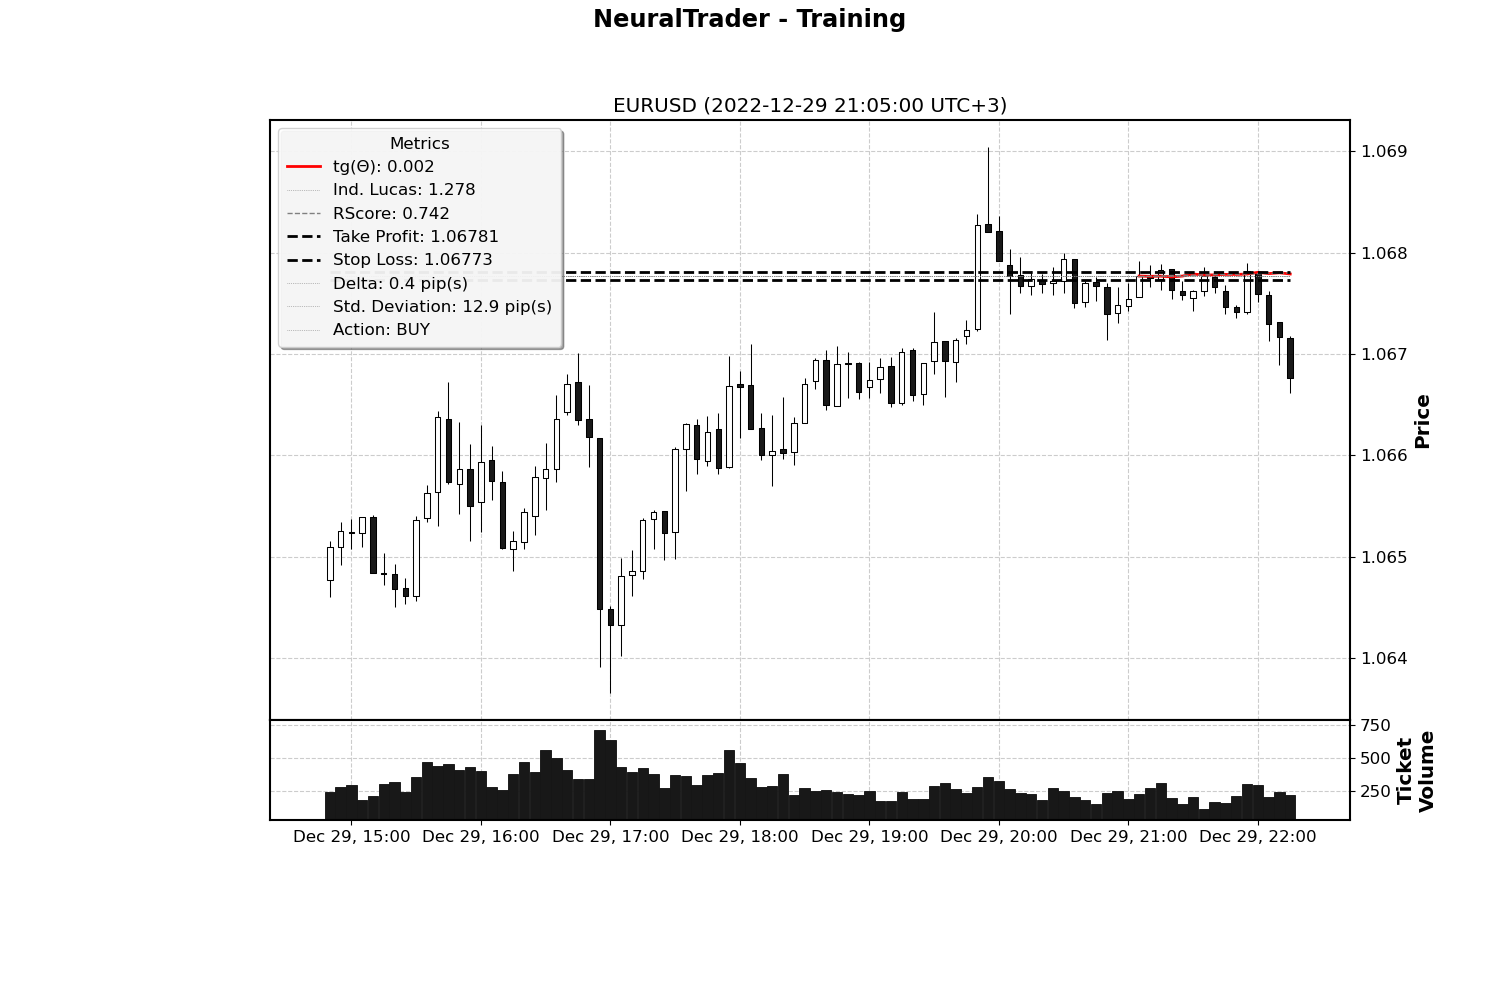 NeuralTrader - Training
EURUSD (2022-12-29 21:05:00 UTC+3)
Metrics
tg(Θ): 0.002
Ind. Lucas: 1.278
RScore: 0.742
Take Profit: 1.06781
Stop Loss: 1.06773
Delta: 0.4 pip(s)
Std. Deviation: 12.9 pip(s)
Action: BUY
1.069
1.068
1.067
1.066
1.065
1.064
Price
750
500
250
Ticket
Volume
Dec 29, 15:00 Dec 29, 16:00 Dec 29, 17:00 Dec 29, 18:00 Dec 29, 19:00 Dec 29, 20:00 Dec 29, 21:00 Dec 29, 22:00